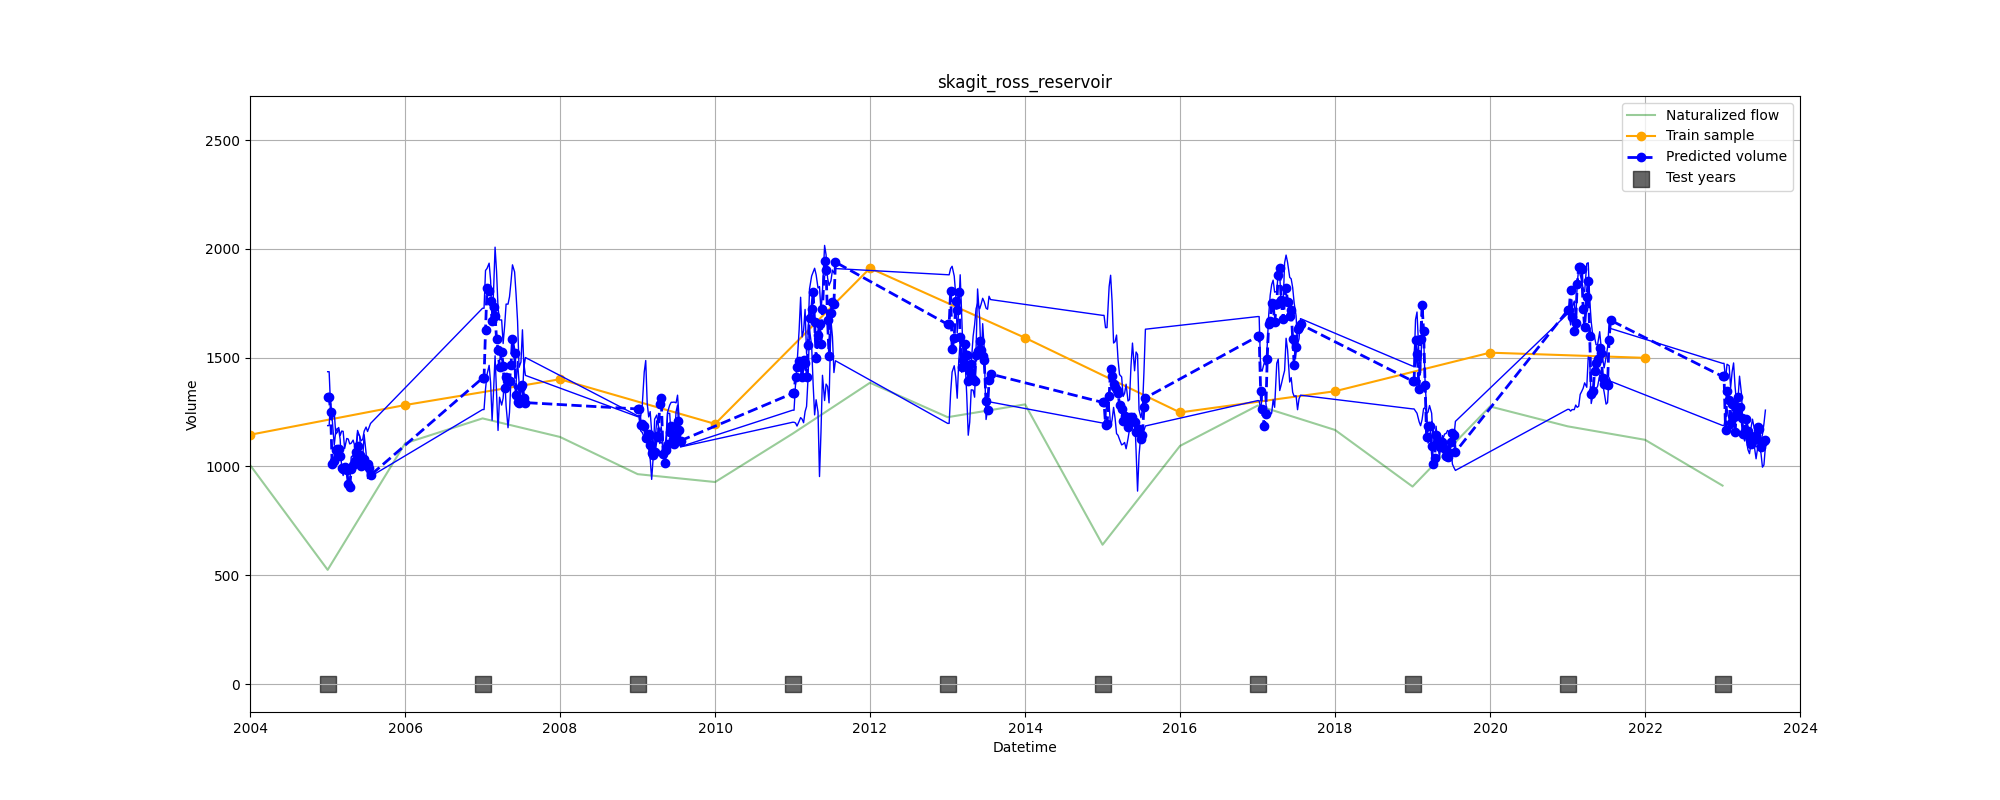 skagit_ross_reservoir
Naturalized flow
Train sample
Predicted volume
Test years
2500
2000
1500
1000
500
0
Volume
2004 2006 2008 2010 2012 2014 2016 2018 2020 2022 2024
Datetime